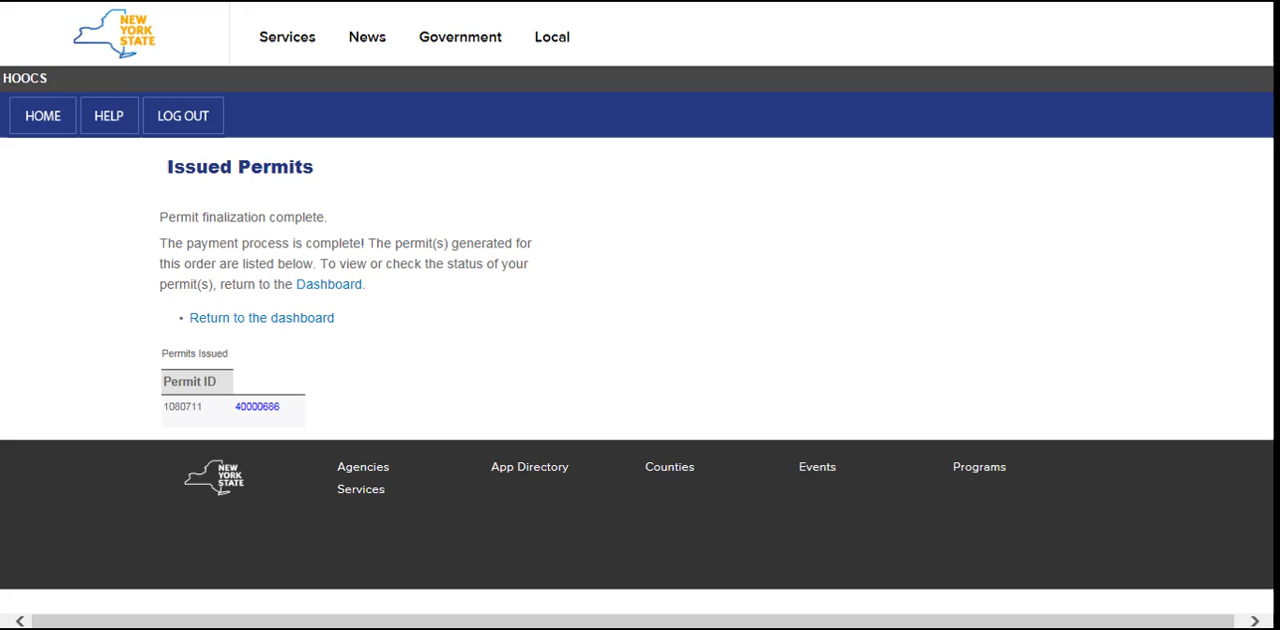 NEW
YORK
STATE
Services News Government Local
HOOCS
HOME HELP LOG OUT
Issued Permits
Permit finalization complete.
The payment process is complete! The permit(s) generated for
this order are listed below. To view or check the status of your
permit(s), return to the Dashboard.
• Return to the dashboard
Permits Issued
Permit ID
1080711 40000686
NEW
YORK
STATE
Agencies App Directory Counties Events Programs
Services